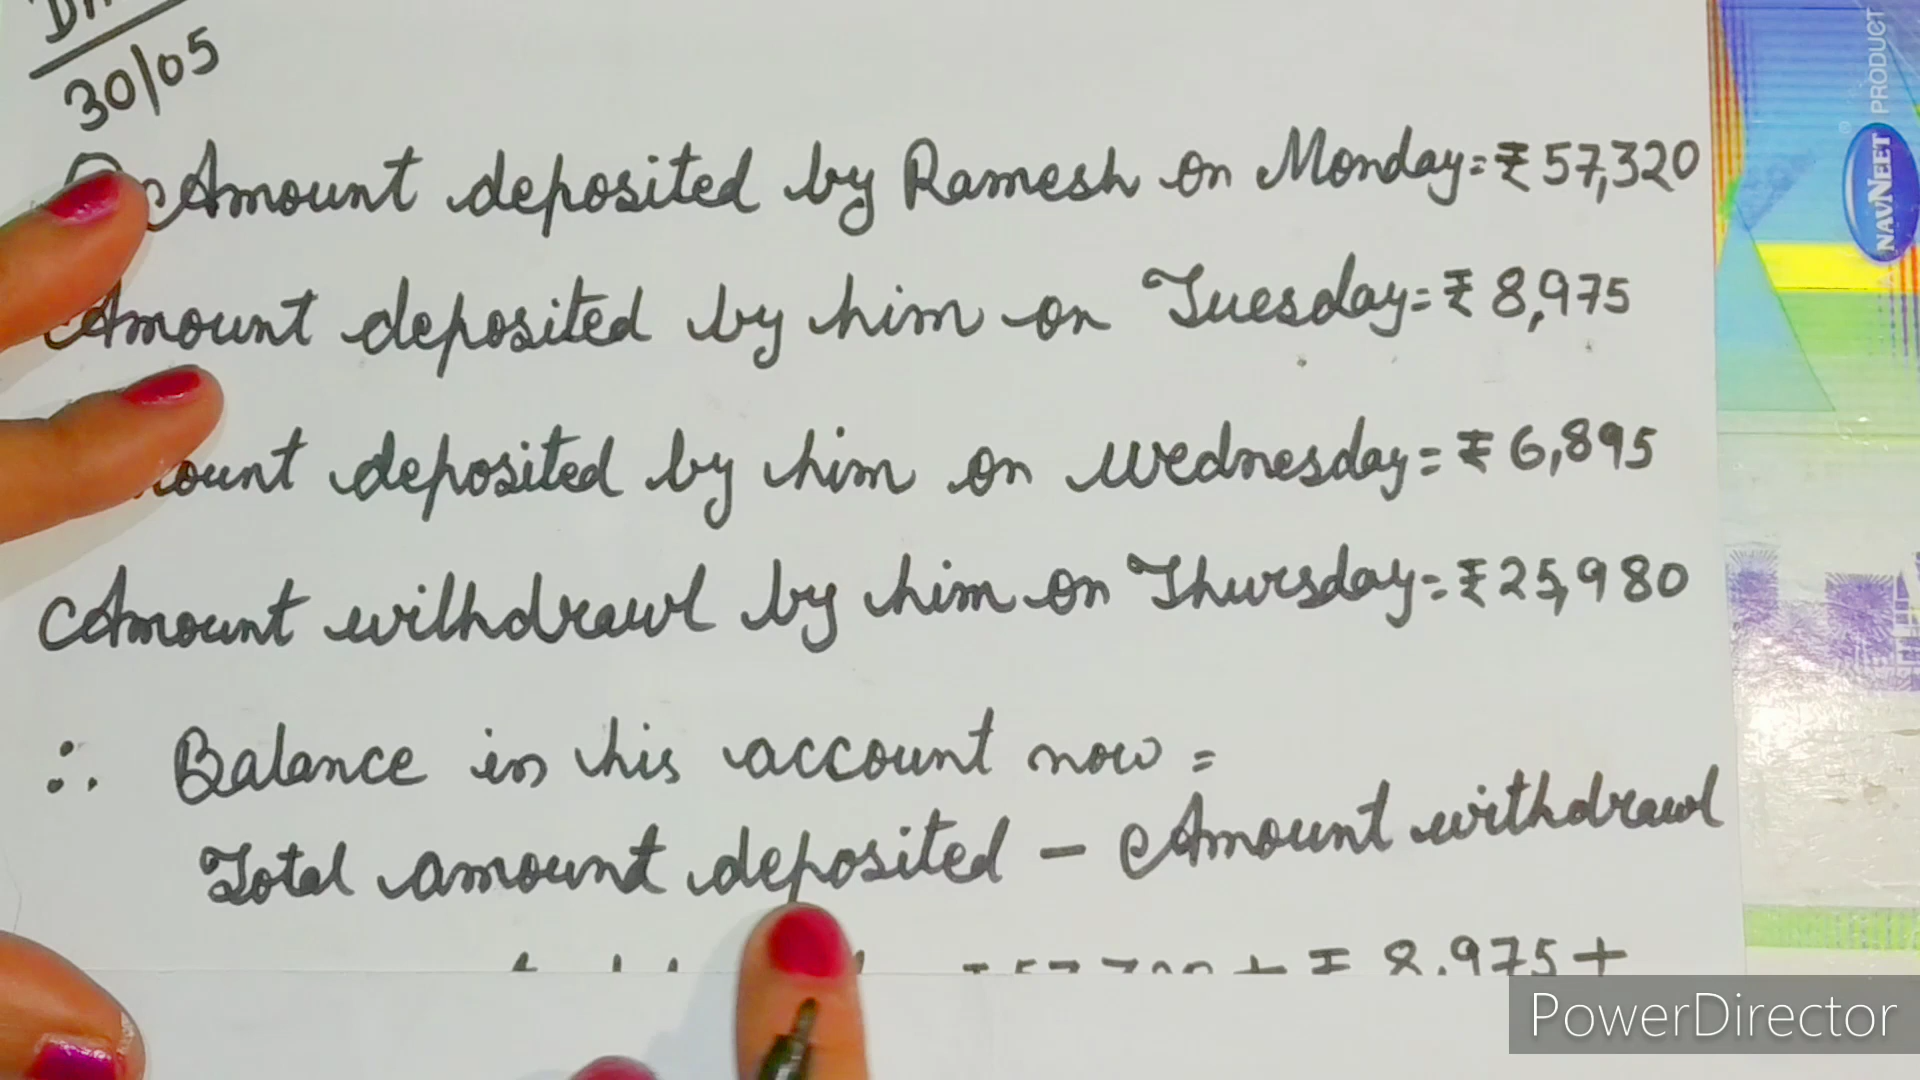 30/05
Amount deposited by Ramesh on Monday=₹57,320
Amount deposited by him on Tuesday=₹8,975
deposited by him on Wednesday=₹6,895
Amount withdrawl by him on Thursday=₹25,980
∴ Balance in his account now =
Total amount deposited - Amount withdrawl
₹ 8,975+
NAVNEET PRODUCT
PowerDirector